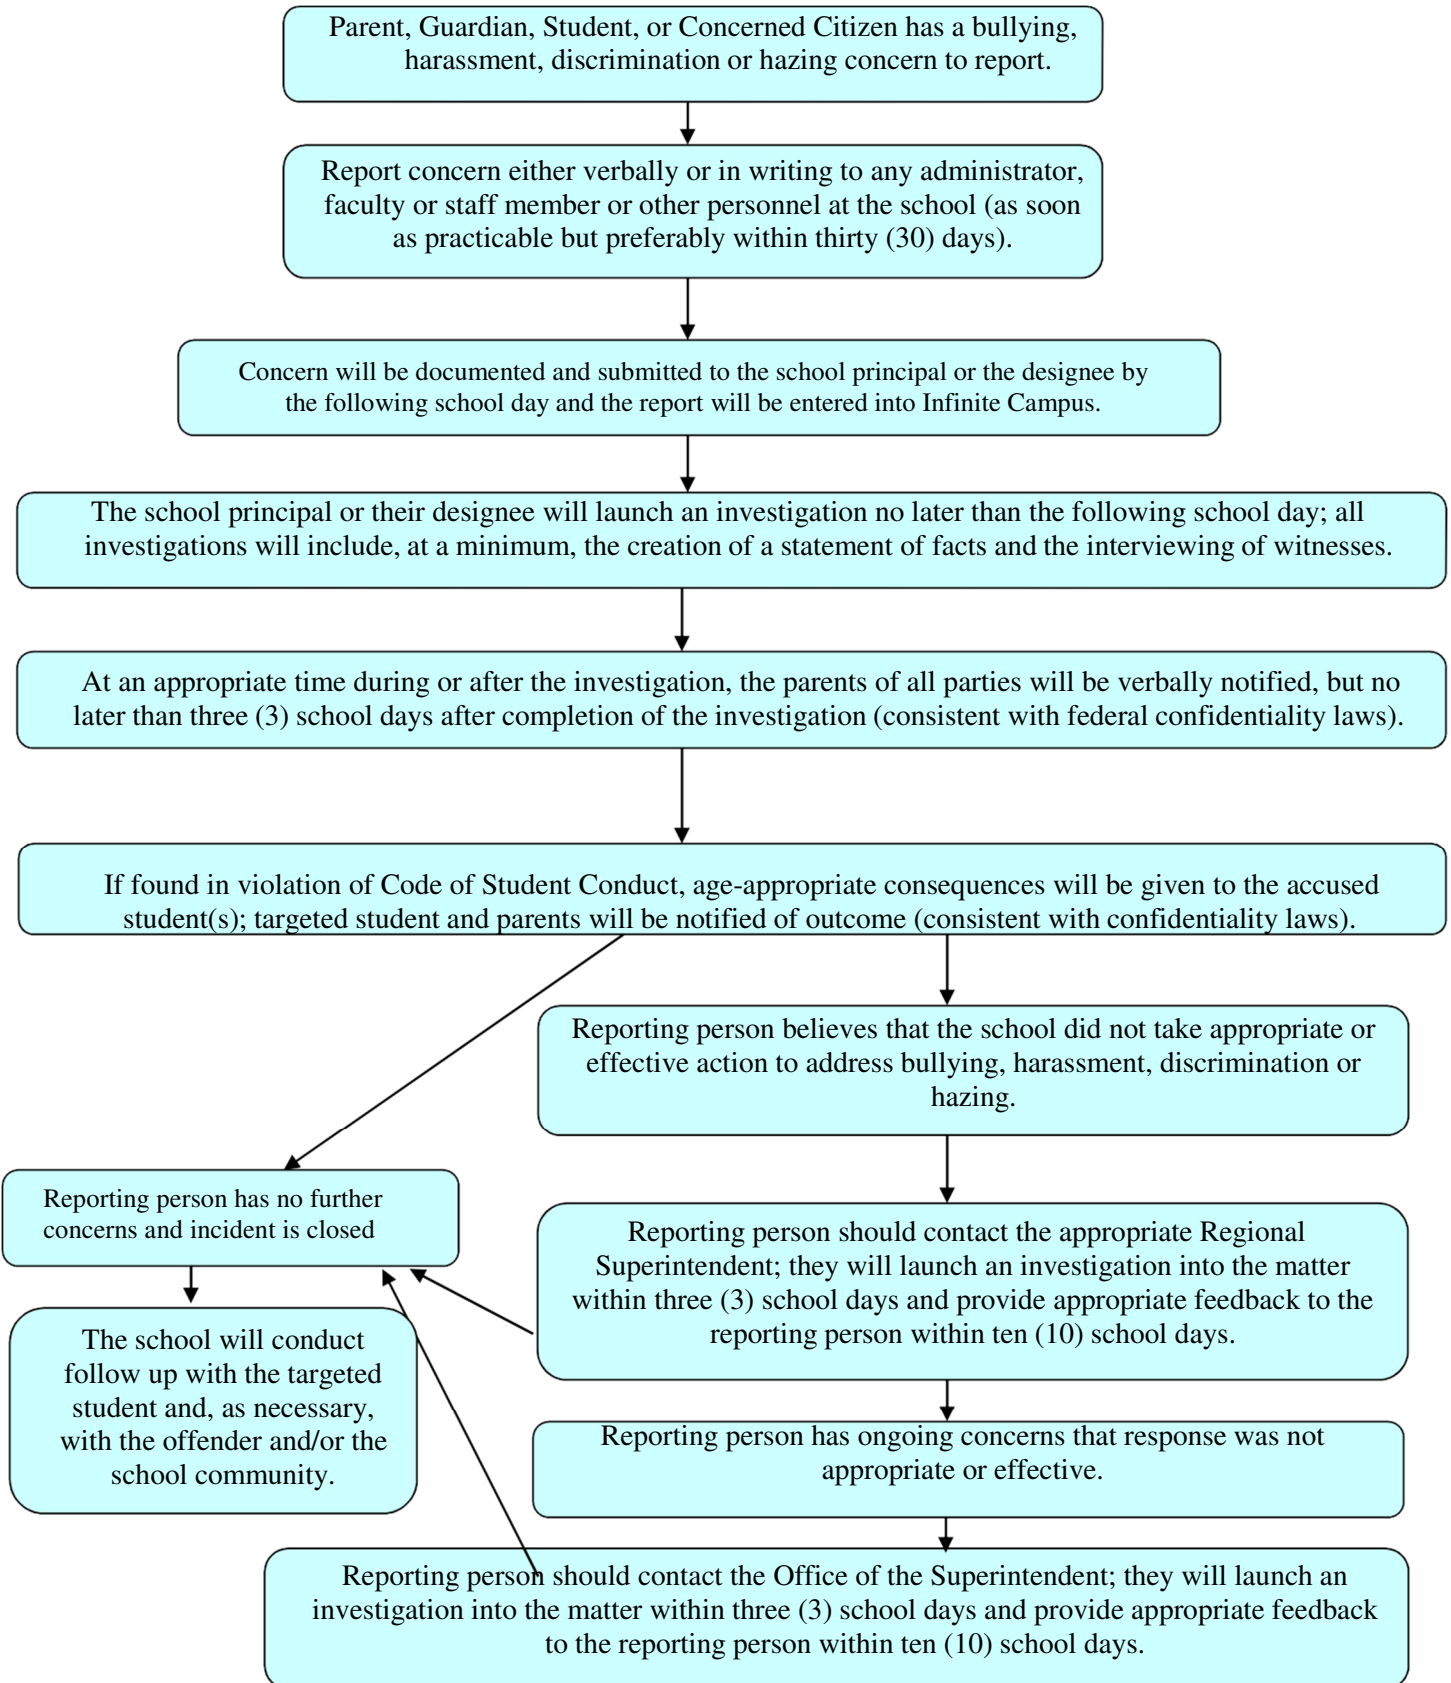 Parent, Guardian, Student, or Concerned Citizen has a bullying,
harassment, discrimination or hazing concern to report.
Report concern either verbally or in writing to any administrator,
faculty or staff member or other personnel at the school (as soon
as practicable but preferably within thirty (30) days).
Concern will be documented and submitted to the school principal or the designee by
the following school day and the report will be entered into Infinite Campus.
The school principal or their designee will launch an investigation no later than the following school day; all
investigations will include, at a minimum, the creation of a statement of facts and the interviewing of witnesses.
At an appropriate time during or after the investigation, the parents of all parties will be verbally notified, but no
later than three (3) school days after completion of the investigation (consistent with federal confidentiality laws).
If found in violation of Code of Student Conduct, age-appropriate consequences will be given to the accused
student(s); targeted student and parents will be notified of outcome (consistent with confidentiality laws).
Reporting person believes that the school did not take appropriate or
effective action to address bullying, harassment, discrimination or
hazing.
Reporting person has no further
concerns and incident is closed
Reporting person should contact the appropriate Regional
Superintendent; they will launch an investigation into the matter
within three (3) school days and provide appropriate feedback to the
reporting person within ten (10) school days.
The school will conduct
follow up with the targeted
student and, as necessary,
with the offender and/or the
school community.
Reporting person has ongoing concerns that response was not
appropriate or effective.
Reporting person should contact the Office of the Superintendent; they will launch an
investigation into the matter within three (3) school days and provide appropriate feedback
to the reporting person within ten (10) school days.